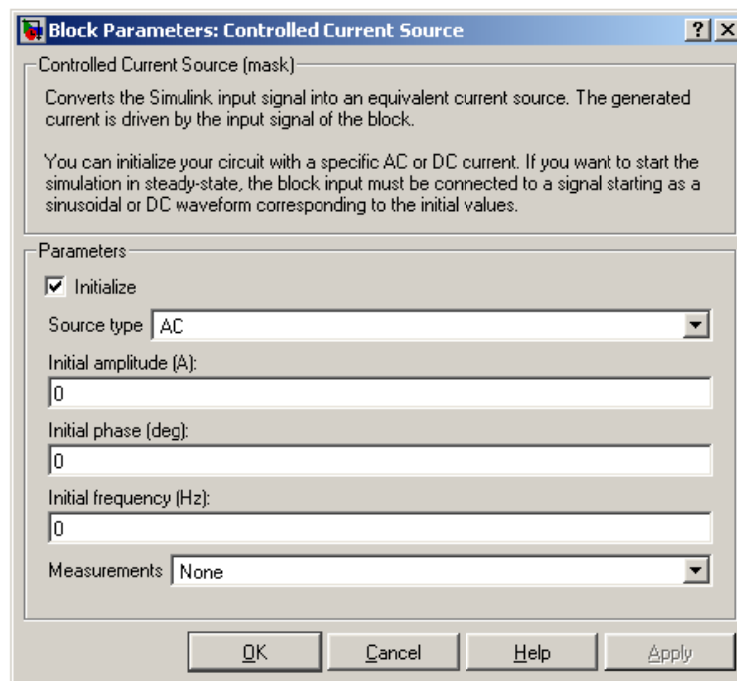 Block Parameters: Controlled Current Source
Controlled Current Source (mask)
Converts the Simulink input signal into an equivalent current source. The generated
current is driven by the input signal of the block.
You can initialize your circuit with a specific AC or DC current. If you want to start the
simulation in steady-state, the block input must be connected to a signal starting as a
sinusoidal or DC waveform corresponding to the initial values.
Parameters
Initialize
Source type AC
Initial amplitude (A):
0
Initial phase (deg):
0
Initial frequency (Hz):
0
Measurements None
OK Cancel Help Apply